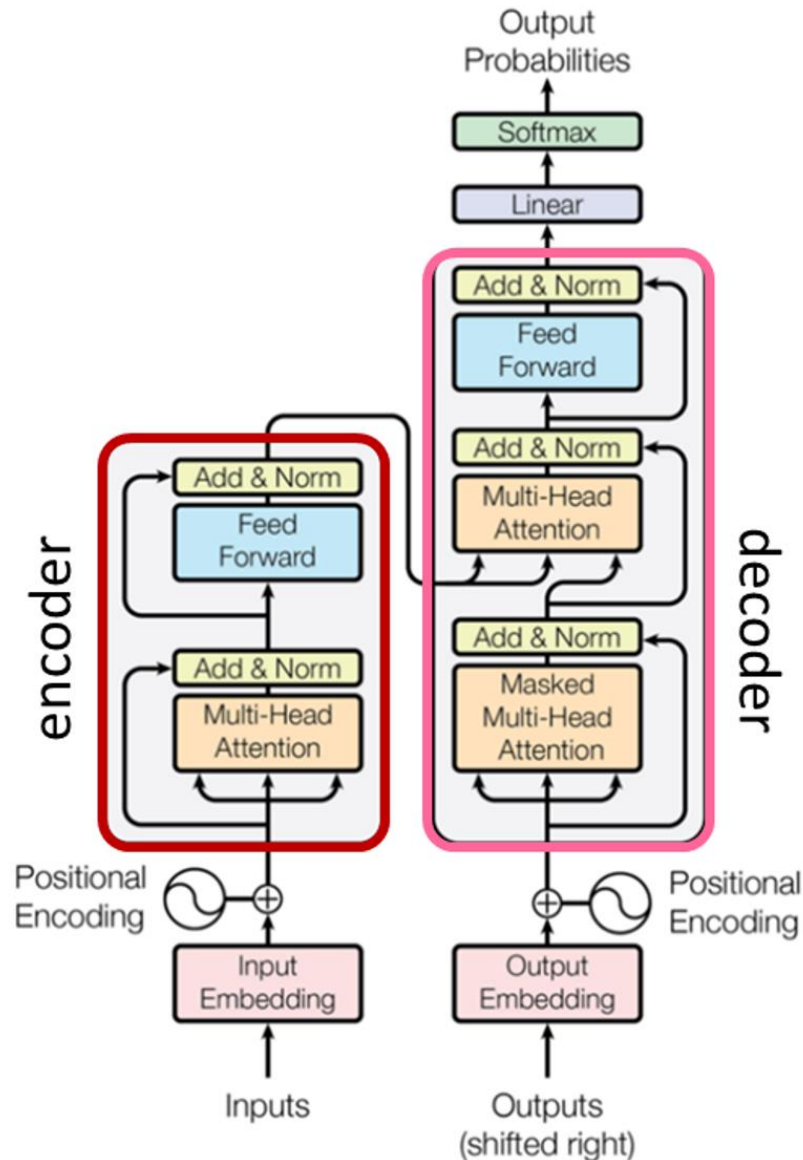 Output
Probabilities
Softmax
Linear
Add & Norm
Feed
Forward
Add & Norm
Multi-Head
Attention
Add & Norm
Masked
Multi-Head
Attention
decoder
encoder
Add & Norm
Feed
Forward
Add & Norm
Multi-Head
Attention
Positional
Encoding
Positional
Encoding
Input
Embedding
Output
Embedding
Inputs
Outputs
(shifted right)